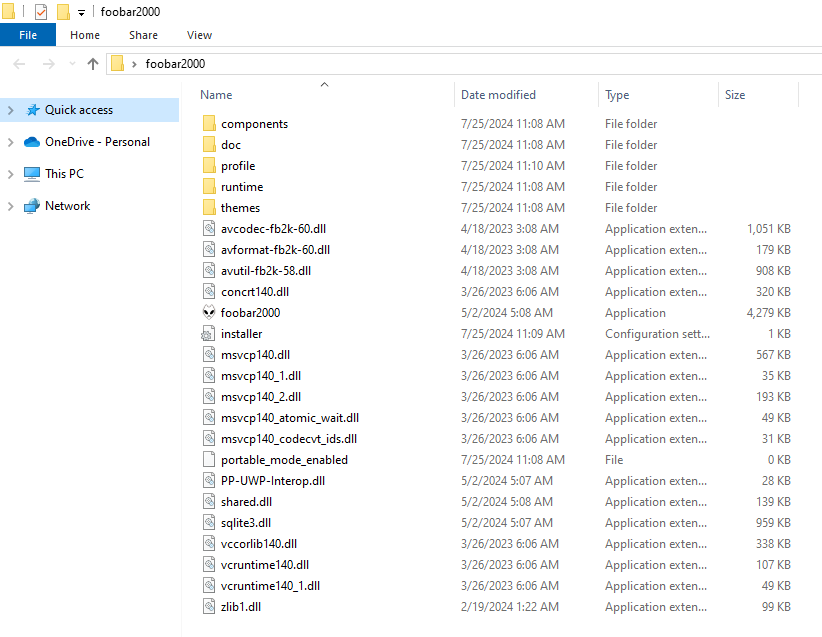 foobar2000
File Home Share View
foobar2000
Name Date modified Type Size
Quick access
OneDrive - Personal
This PC
Network
components 7/25/2024 11:08 AM File folder
doc 7/25/2024 11:08 AM File folder
profile 7/25/2024 11:10 AM File folder
runtime 7/25/2024 11:08 AM File folder
themes 7/25/2024 11:08 AM File folder
avcodec-fb2k-60.dll 4/18/2023 3:08 AM Application exten... 1,051 KB
avformat-fb2k-60.dll 4/18/2023 3:08 AM Application exten... 179 KB
avutil-fb2k-58.dll 4/18/2023 3:08 AM Application exten... 908 KB
concrt140.dll 3/26/2023 6:06 AM Application exten... 320 KB
foobar2000 5/2/2024 5:08 AM Application 4,279 KB
installer 7/25/2024 11:09 AM Configuration sett... 1 KB
msvcp140.dll 3/26/2023 6:06 AM Application exten... 567 KB
msvcp140_1.dll 3/26/2023 6:06 AM Application exten... 35 KB
msvcp140_2.dll 3/26/2023 6:06 AM Application exten... 193 KB
msvcp140_atomic_wait.dll 3/26/2023 6:06 AM Application exten... 49 KB
msvcp140_codecvt_ids.dll 3/26/2023 6:06 AM Application exten... 31 KB
portable_mode_enabled 7/25/2024 11:08 AM File 0 KB
PP-UWP-Interop.dll 5/2/2024 5:07 AM Application exten... 28 KB
shared.dll 5/2/2024 5:08 AM Application exten... 139 KB
sqlite3.dll 5/2/2024 5:07 AM Application exten... 959 KB
vccorlib140.dll 3/26/2023 6:06 AM Application exten... 338 KB
vcruntime140.dll 3/26/2023 6:06 AM Application exten... 107 KB
vcruntime140_1.dll 3/26/2023 6:06 AM Application exten... 49 KB
zlib1.dll 2/19/2024 1:22 AM Application exten... 99 KB